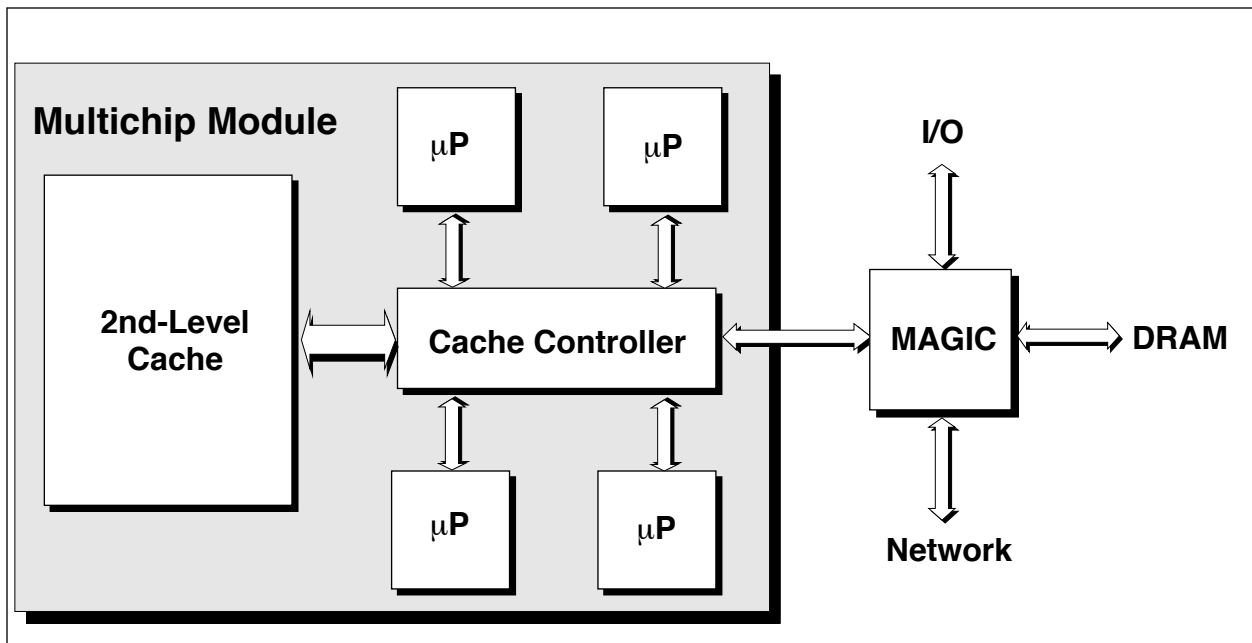 Multichip Module
μP
μP
I/O
2nd-Level
Cache
Cache Controller
MAGIC
DRAM
μP
μP
Network